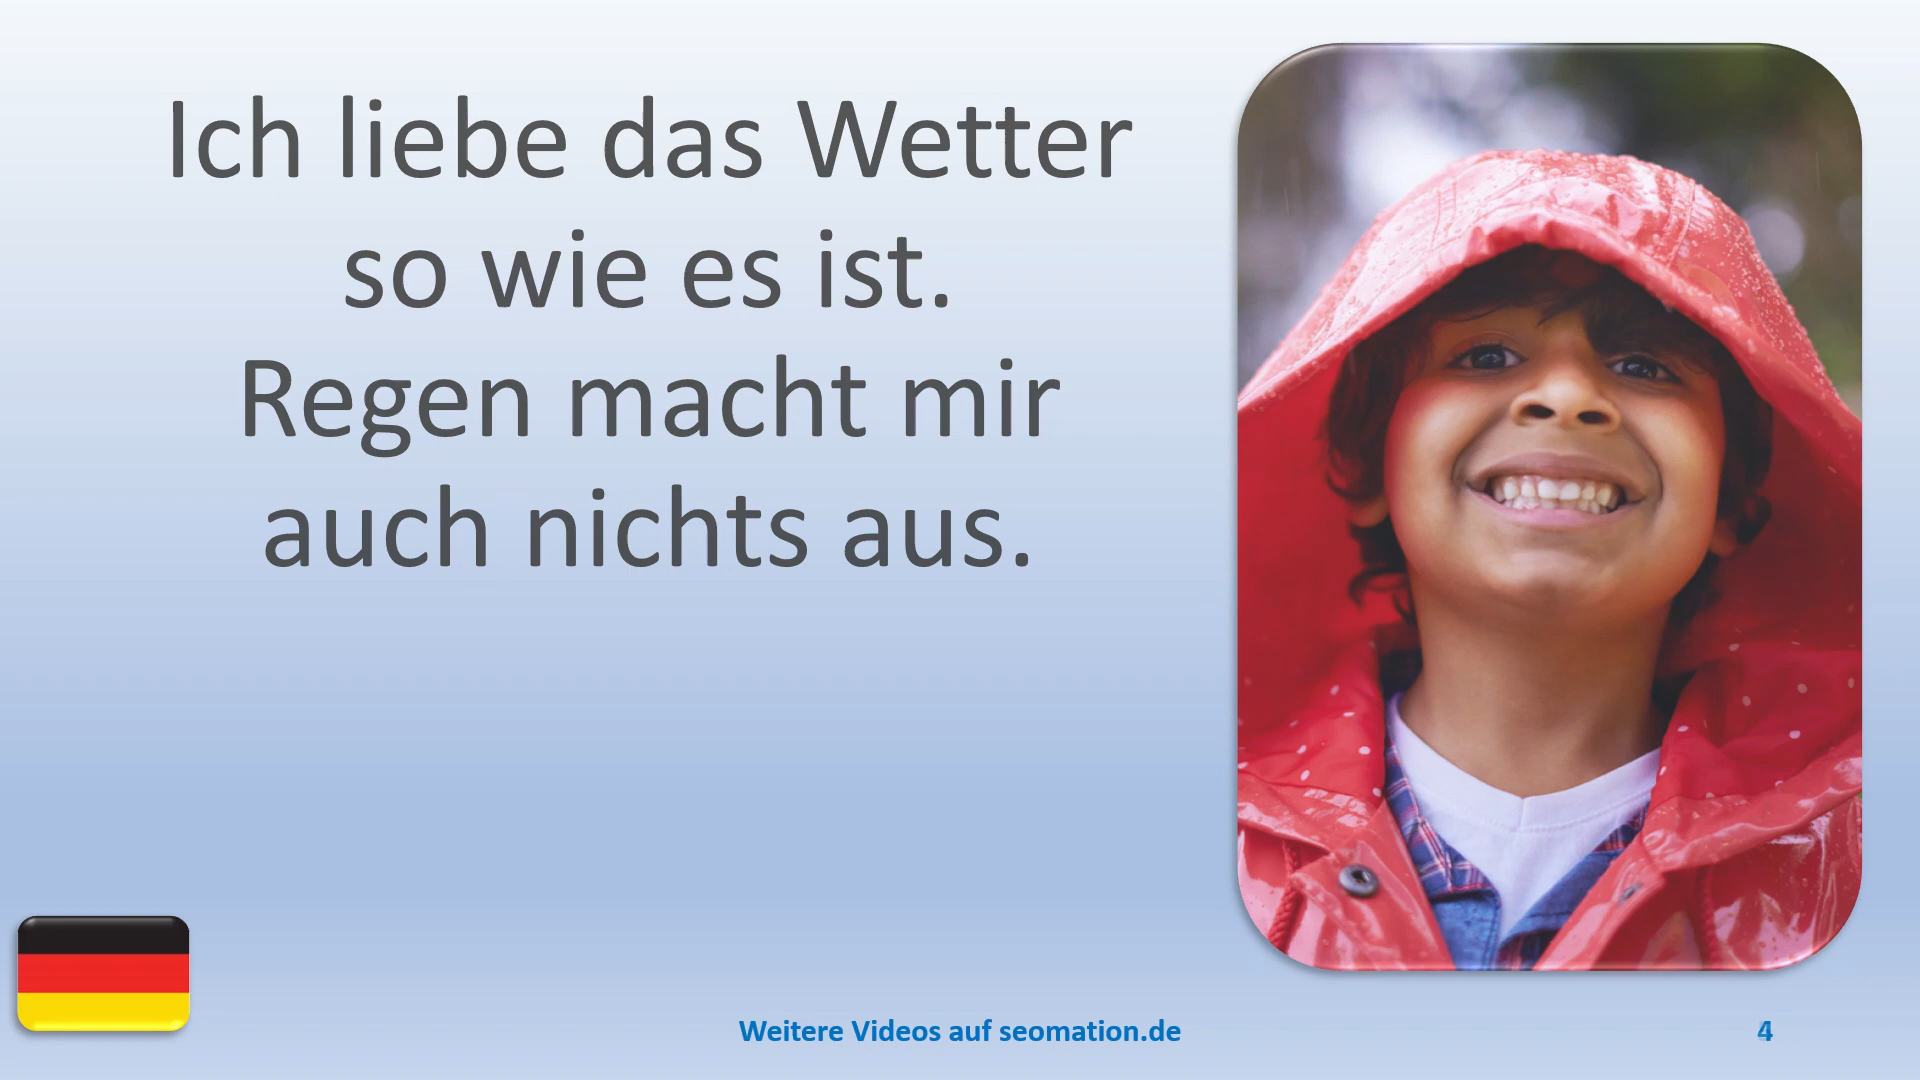 Ich liebe das Wetter
so wie es ist.
Regen macht mir
auch nichts aus.
Weitere Videos auf seomation.de
4